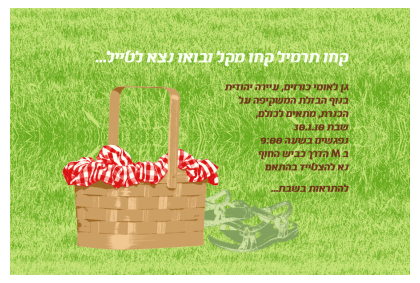 קחו תרמיל קחו מקל ובואו נצא לטייל...
גן לאומי כורזים, עיירה יהודית
בנוף הבזלת המשקיפה על
הכנרת, מתאים לכולם,
שבת 30.1.10
נפגשים בשעה 9:00
ב M הדרך כביש החוף
נא להצטייד בהתאם
להתראות בשבת...